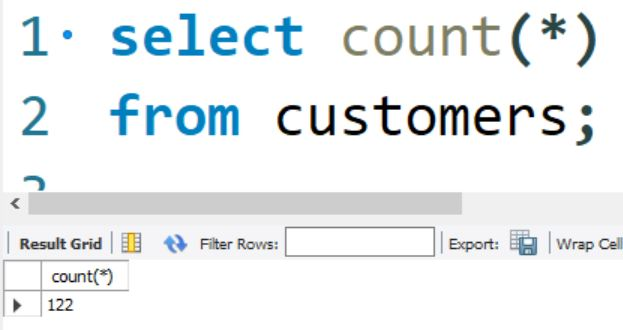 1 select count(*)
2 from customers;
Result Grid Filter Rows: Export: Wrap Cell
count(*)
122